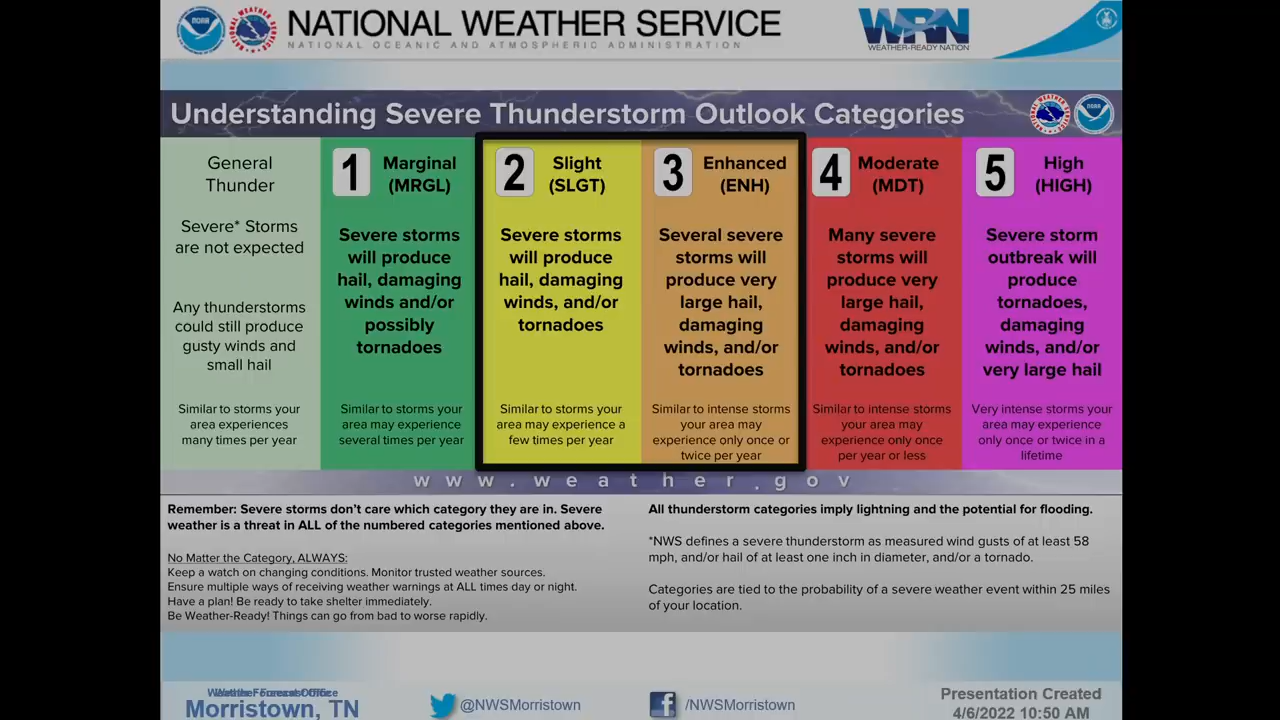 NATIONAL WEATHER SERVICE
NATIONAL OCEANIC AND ATMOSPHERIC ADMINISTRATION
NOAA
WRN
WEATHER-READY NATION
Understanding Severe Thunderstorm Outlook Categories
NOAA
General
Thunder
Severe* Storms
are not expected
Any thunderstorms
could still produce
gusty winds and
small hail
Similar to storms your
area experiences
many times per year
1 Marginal
(MRGL)
Severe storms
will produce
hail, damaging
winds and/or
possibly
tornadoes
Similar to storms your
area may experience
several times per year
2 Slight
(SLGT)
Severe storms
will produce
hail, damaging
winds, and/or
tornadoes
Similar to storms your
area may experience a
few times per year
3 Enhanced
(ENH)
Several severe
storms will
produce very
large hail,
damaging
winds, and/or
tornadoes
Similar to intense storms
your area may
experience only once or
twice per year
4 Moderate
(MDT)
Many severe
storms will
produce very
large hail,
damaging
winds, and/or
tornadoes
Similar to intense storms
your area may
experience only once
per year or less
5 High
(HIGH)
Severe storm
outbreak will
produce
tornadoes,
damaging
winds, and/or
very large hail
Very intense storms your
area may experience
only once or twice in a
lifetime
www.weather.gov
Remember: Severe storms don't care which category they are in. Severe
weather is a threat in ALL of the numbered categories mentioned above.
No Matter the Category, ALWAYS:
Keep a watch on changing conditions. Monitor trusted weather sources.
Ensure multiple ways of receiving weather warnings at ALL times day or night.
Have a plan! Be ready to take shelter immediately.
Be Weather-Ready! Things can go from bad to worse rapidly.
All thunderstorm categories imply lightning and the potential for flooding.
*NWS defines a severe thunderstorm as measured wind gusts of at least 58
mph, and/or hail of at least one inch in diameter, and/or a tornado.
Categories are tied to the probability of a severe weather event within 25 miles
of your location.
Weather Forecast Office
Morristown, TN
@NWSMorristown
/NWSMorristown
Presentation Created
4/6/2022 10:50 AM